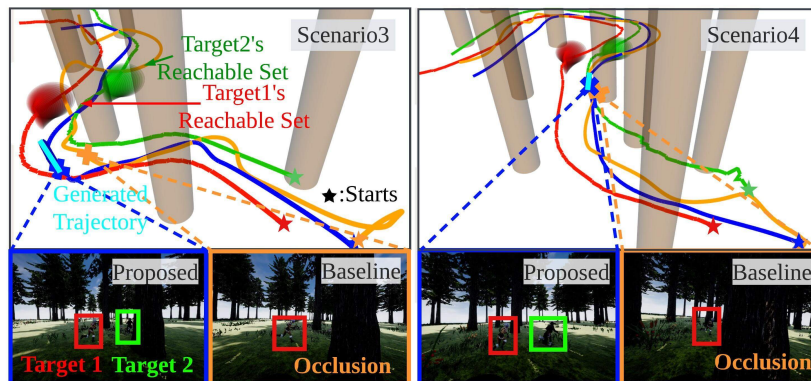 Scenario3
Target2's
Reachable Set
Target1's
Reachable Set
Generated
Trajectory
★:Starts
Proposed
Target 1
Target 2
Baseline
Occlusion
Scenario4
Proposed
Baseline
Occlusion